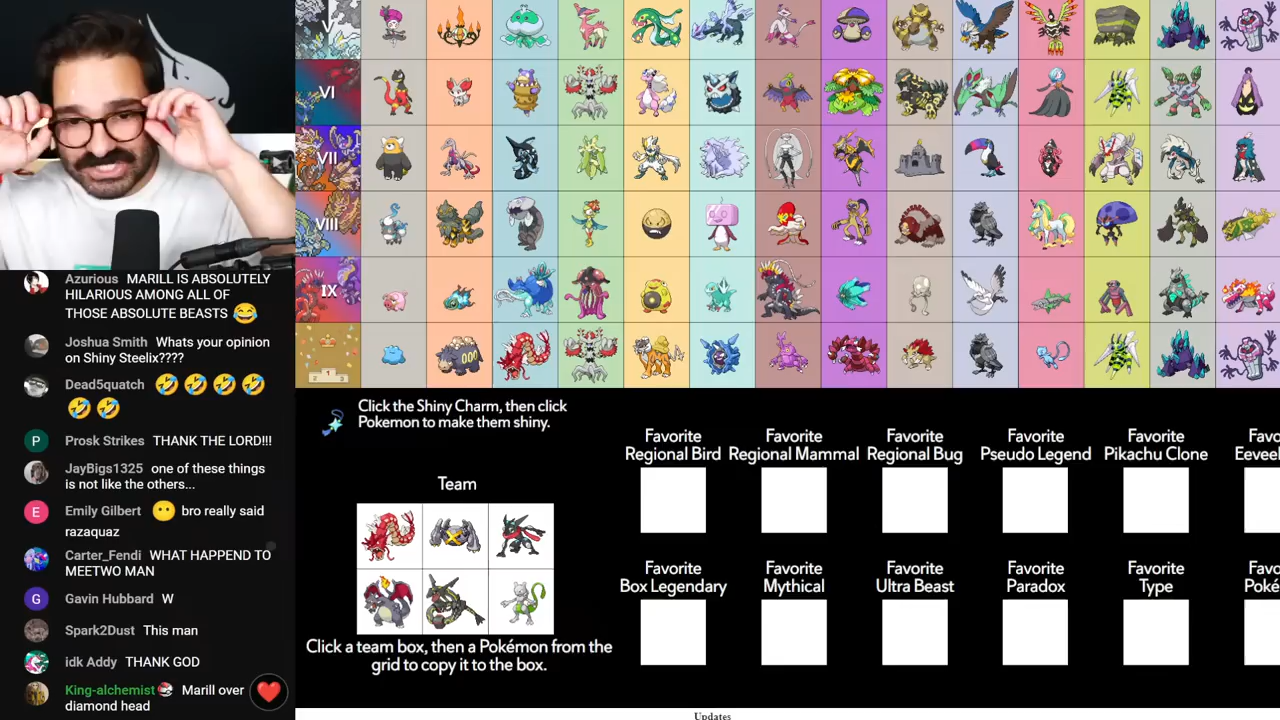 V
VI
VII
VIII
IX
Azurious MARILL IS ABSOLUTELY
HILARIOUS AMONG ALL OF
THOSE ABSOLUTE BEASTS 😂
Joshua Smith Whats your opinion
on Shiny Steelix????
Dead5quatch 🤣🤣🤣🤣
🤣🤣
P Prosk Strikes THANK THE LORD!!!
JayBigs1325 one of these things
is not like the others...
E Emily Gilbert 😶 bro really said
razaquaz
Carter_Fendi WHAT HAPPEND TO
MEETWO MAN
G Gavin Hubbard W
Spark2Dust This man
idk Addy THANK GOD
King-alchemist Marill over
diamond head
Click the Shiny Charm, then click
Pokemon to make them shiny.
Team
Click a team box, then a Pokémon from the
grid to copy it to the box.
Favorite
Regional Bird
Favorite
Regional Mammal
Favorite
Regional Bug
Favorite
Pseudo Legend
Favorite
Pikachu Clone
Favo
Eevee
Favorite
Box Legendary
Favorite
Mythical
Favorite
Ultra Beast
Favorite
Paradox
Favorite
Type
Favo
Poké
Updates